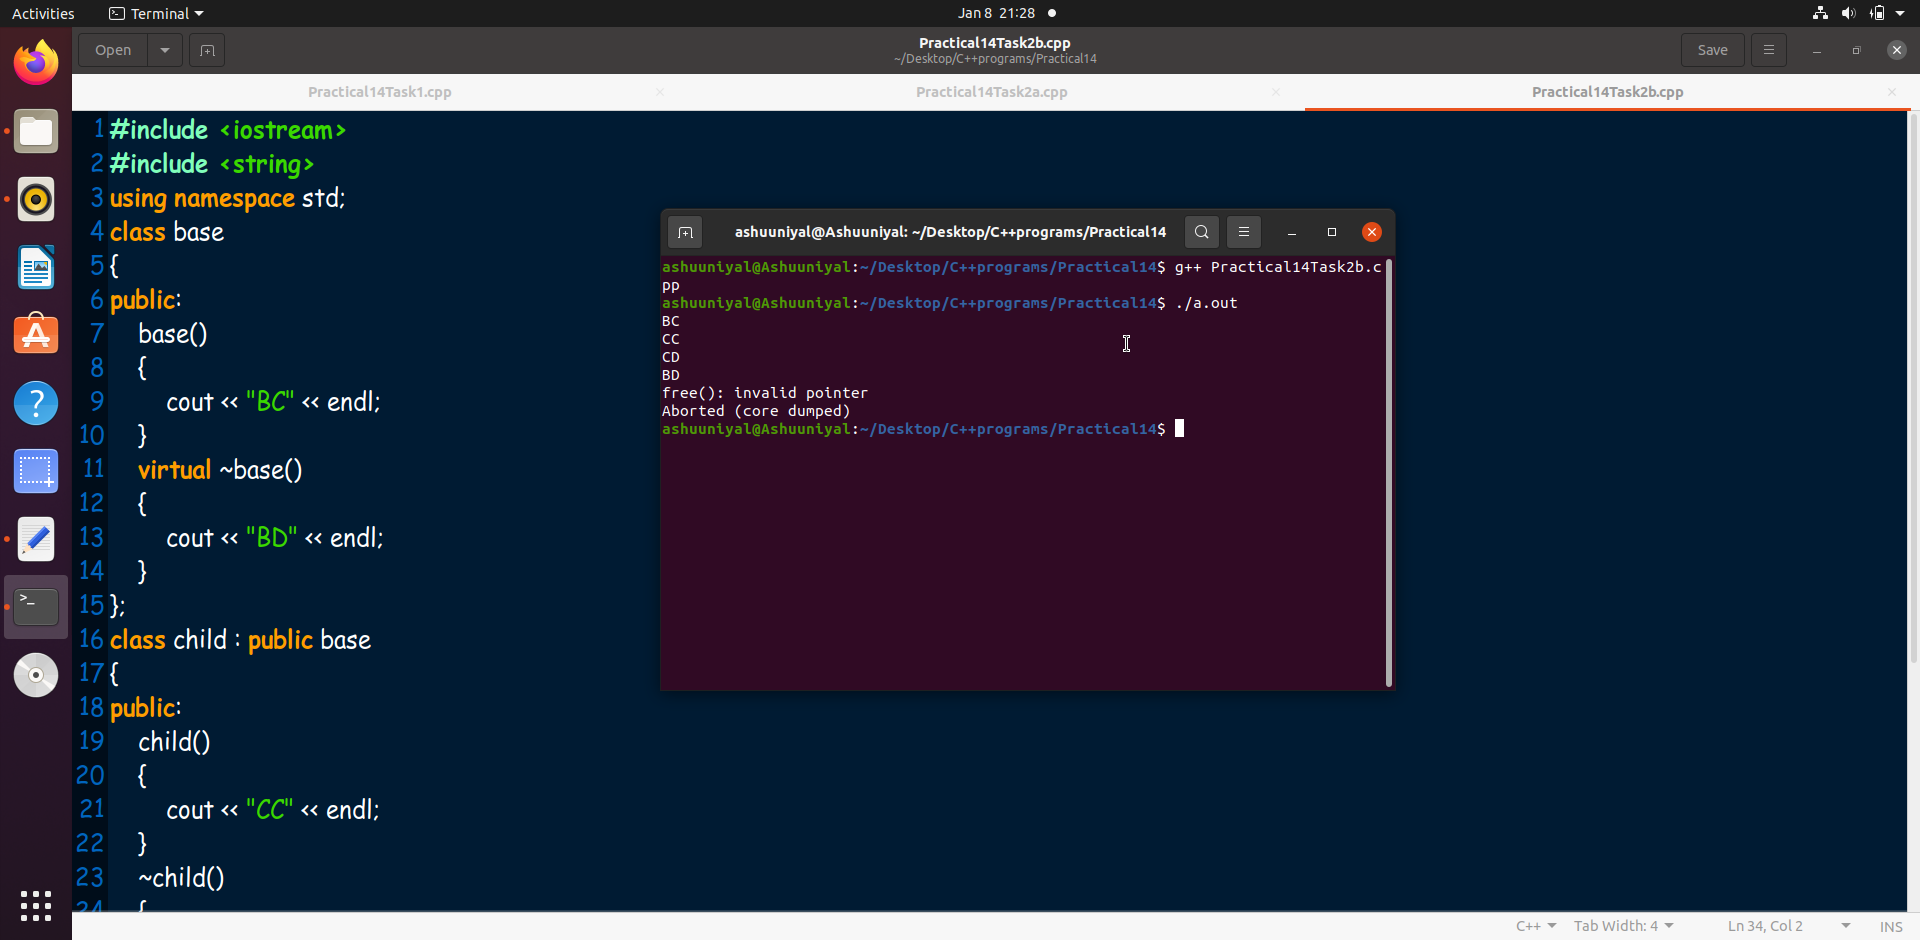 Activities
Terminal
Jan 8 21:28
Open
Practical14Task2b.cpp
~/Desktop/C++programs/Practical14
Save
Practical14Task1.cpp
Practical14Task2a.cpp
Practical14Task2b.cpp
1 #include <iostream>
2 #include <string>
3 using namespace std;
4 class base
5 {
6 public:
7 base()
8 {
9 cout << "BC" << endl;
10 }
11 virtual ~base()
12 {
13 cout << "BD" << endl;
14 }
15 };
16 class child : public base
17 {
18 public:
19 child()
20 {
21 cout << "CC" << endl;
22 }
23 ~child()
24 {
ashuuniyal@Ashuuniyal: ~/Desktop/C++programs/Practical14
ashuuniyal@Ashuuniyal:~/Desktop/C++programs/Practical14$ g++ Practical14Task2b.c
pp
ashuuniyal@Ashuuniyal:~/Desktop/C++programs/Practical14$ ./a.out
BC
CC
CD
BD
free(): invalid pointer
Aborted (core dumped)
ashuuniyal@Ashuuniyal:~/Desktop/C++programs/Practical14$
C++
Tab Width: 4
Ln 34, Col 2
INS